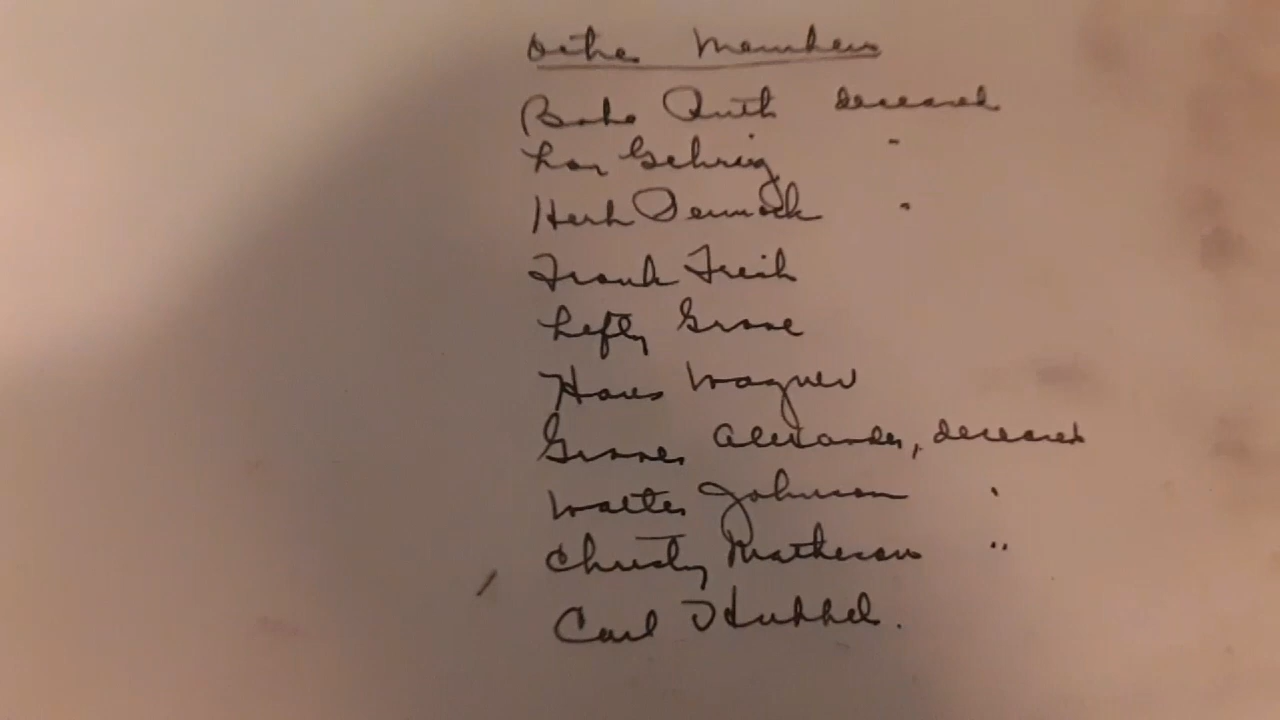 Other Members
Babe Ruth deceased
Lou Gehrig "
Herb Pennock "
Frank Frisch
Lefty Grove
Hans Wagner
Grover Alexander, deceased
Walter Johnson "
Christy Matheson "
Carl Hubbel.